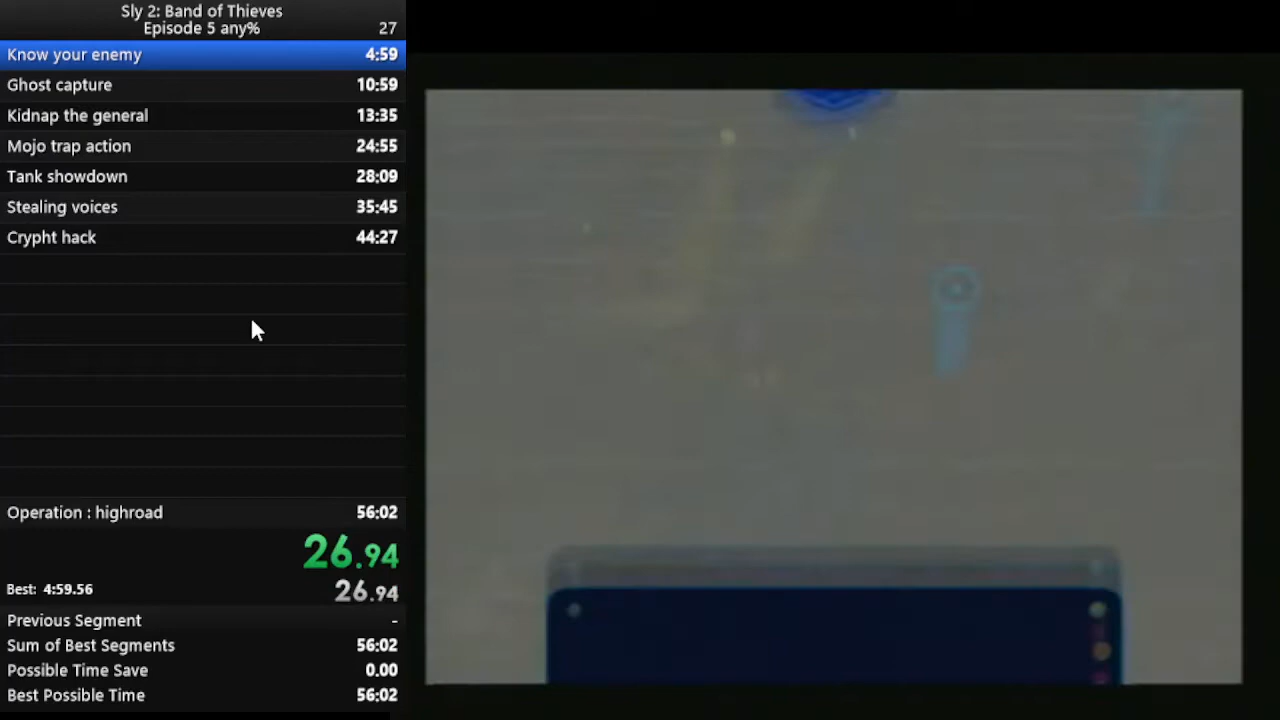 Sly 2: Band of Thieves
Episode 5 any% 27
Know your enemy 4:59
Ghost capture 10:59
Kidnap the general 13:35
Mojo trap action 24:55
Tank showdown 28:09
Stealing voices 35:45
Crypht hack 44:27
Operation : highroad 56:02
26.94
Best: 4:59.56 26.94
Previous Segment -
Sum of Best Segments 56:02
Possible Time Save 0.00
Best Possible Time 56:02